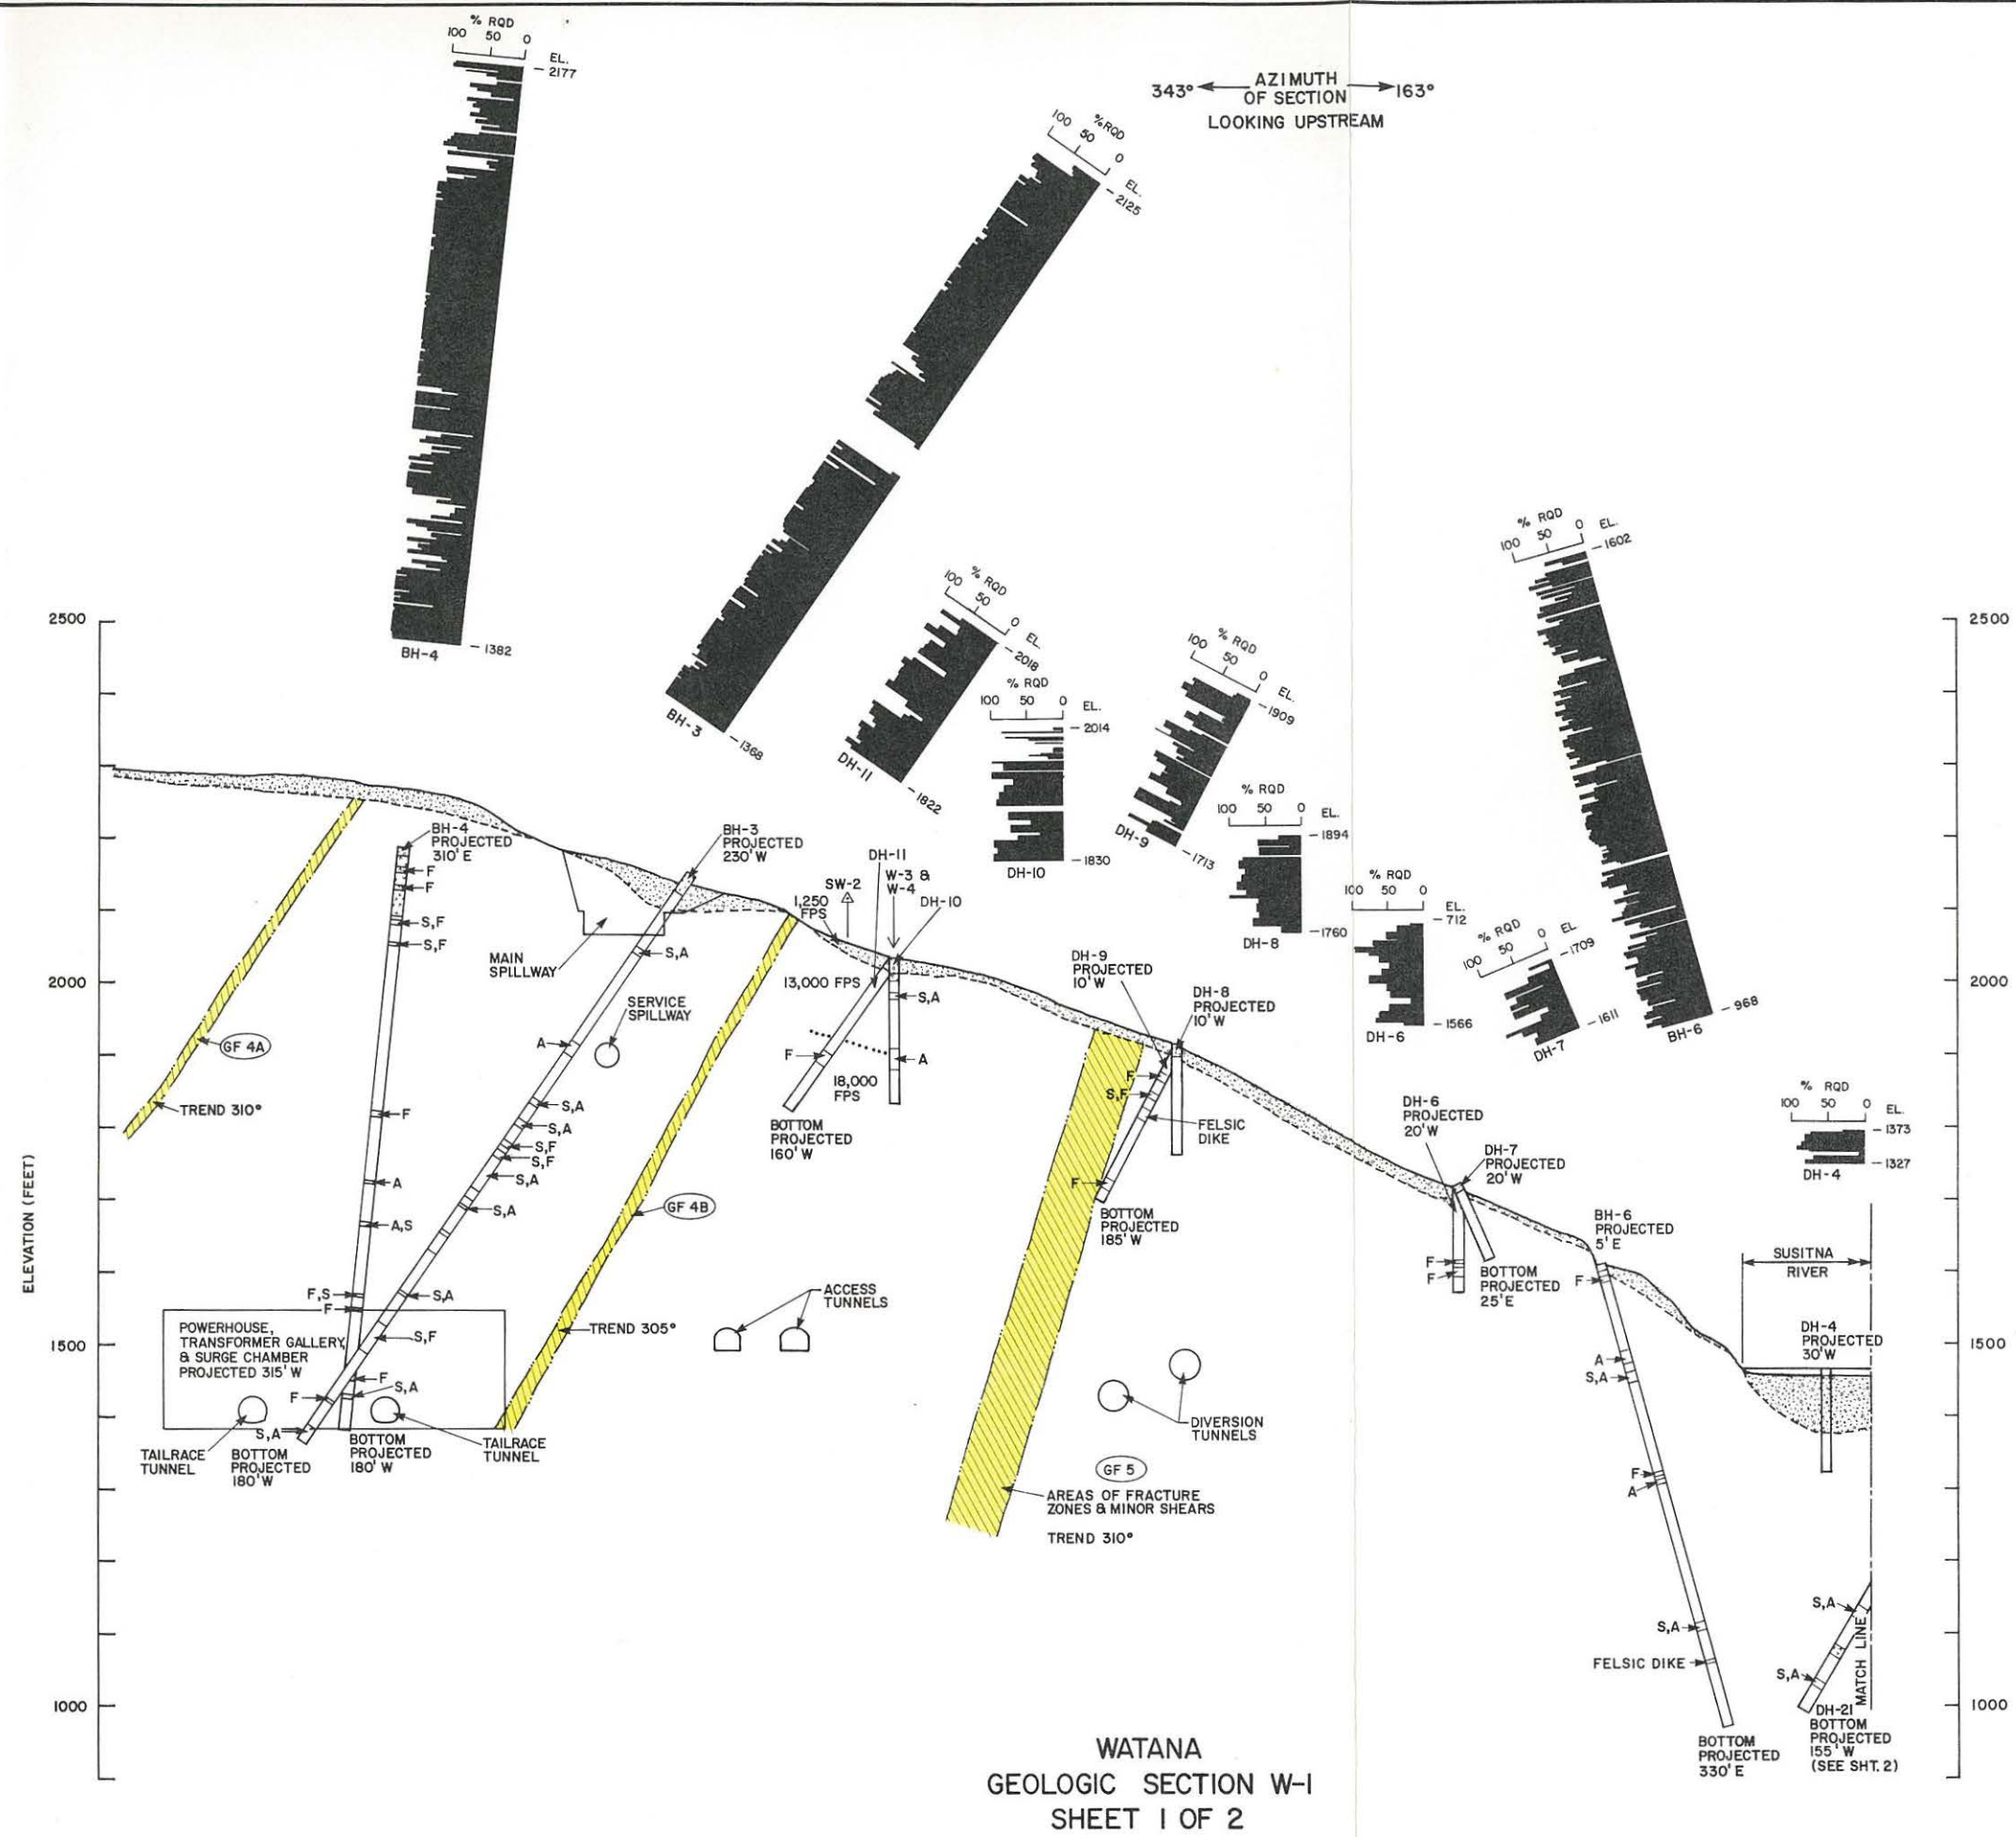 % RQD
100 50 0
EL.
2177
BH-4
1382
343° AZIMUTH 163°
OF SECTION
LOOKING UPSTREAM
% RQD
100 50 0
EL.
2125
BH-3
1368
% RQD
100 50 0
EL.
2018
DH-11
1822
% RQD
100 50 0
EL.
2014
1830
DH-10
% RQD
100 50 0
EL.
1909
DH-9
1713
% RQD
100 50 0
EL.
1894
1760
DH-8
100 % RQD
50 0
EL.
712
1566
DH-6
% RQD
100 50 0
EL.
1709
1611
DH-7
% RQD
100 50 0
EL.
1602
968
BH-6
% RQD
100 50 0
EL.
1373
1327
DH-4
2500
2000
1500
1000
ELEVATION (FEET)
2500
2000
1500
1000
GF 4A
TREND 310°
BH-4
PROJECTED
310' E
F
F
S,F
S,F
F
A
A,S
F,S
F
F
S,A
BOTTOM
PROJECTED
180' W
MAIN
SPILLWAY
SERVICE
SPILLWAY
BH-3
PROJECTED
230' W
S,A
A
S,A
S,A
S,F
S,F
S,A
S,A
S,A
S,F
F
S,A
BOTTOM
PROJECTED
180' W
POWERHOUSE,
TRANSFORMER GALLERY,
& SURGE CHAMBER
PROJECTED 315' W
TAILRACE
TUNNEL
TAILRACE
TUNNEL
GF 4B
TREND 305°
ACCESS
TUNNELS
1,250
FPS
SW-2
DH-11
W-3 &
W-4
DH-10
13,000 FPS
18,000
FPS
F
S,A
A
BOTTOM
PROJECTED
160' W
DH-9
PROJECTED
10' W
DH-8
PROJECTED
10' W
F
S,F
FELSIC
DIKE
F
BOTTOM
PROJECTED
185' W
DIVERSION
TUNNELS
GF 5
AREAS OF FRACTURE
ZONES & MINOR SHEARS
TREND 310°
DH-6
PROJECTED
20' W
DH-7
PROJECTED
20' W
F
F
BOTTOM
PROJECTED
25' E
BH-6
PROJECTED
5' E
F
A
S,A
F
A
S,A
FELSIC DIKE
BOTTOM
PROJECTED
330' E
SUSITNA
RIVER
DH-4
PROJECTED
30' W
S,A
S,A
MATCH LINE
DH-21
BOTTOM
PROJECTED
155' W
(SEE SHT. 2)
WATANA
GEOLOGIC SECTION W-1
SHEET 1 OF 2